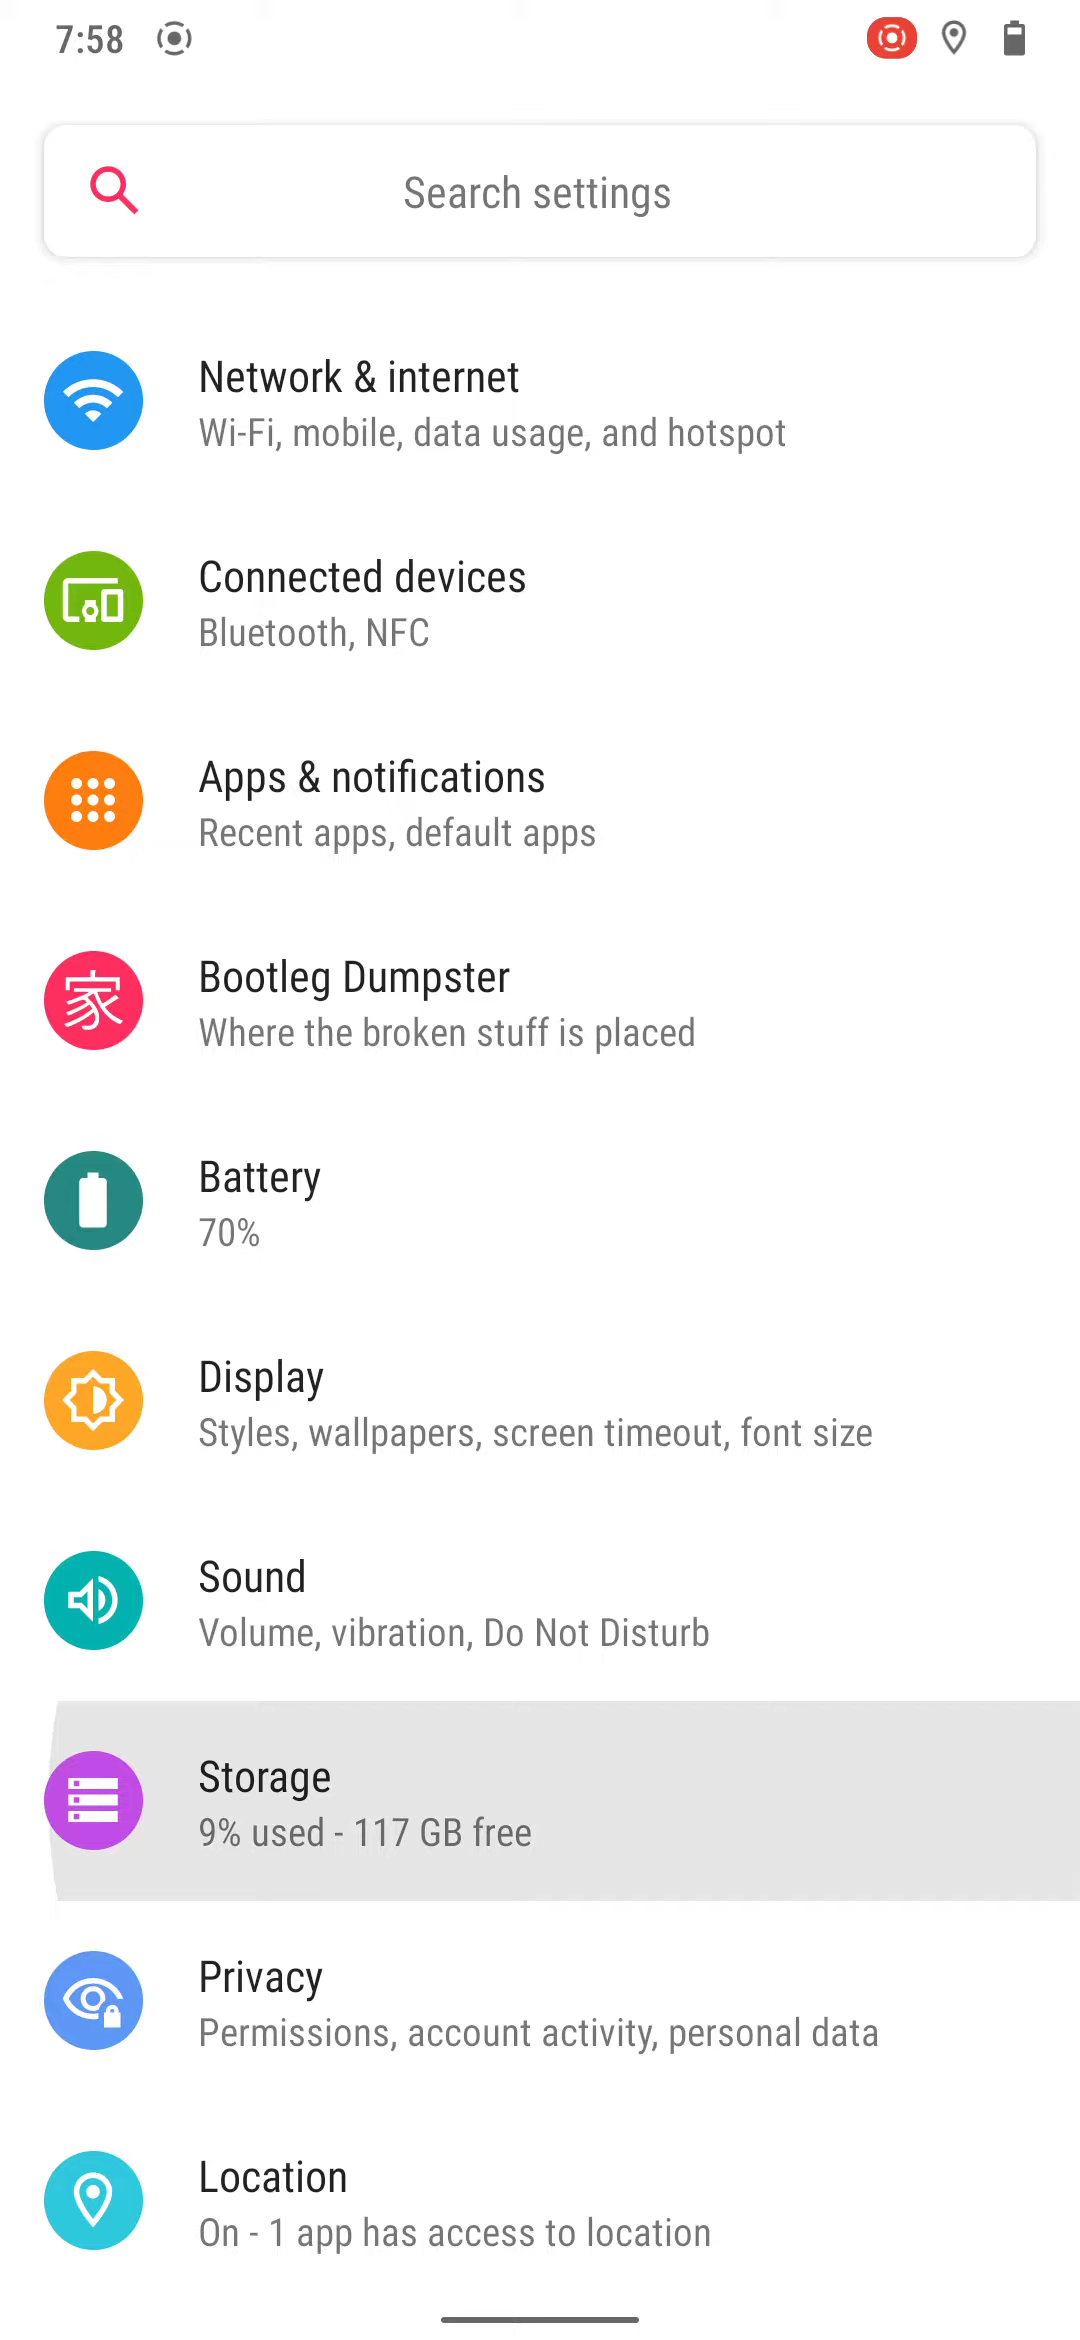 7:58
Search settings
Network & internet
Wi-Fi, mobile, data usage, and hotspot
Connected devices
Bluetooth, NFC
Apps & notifications
Recent apps, default apps
家
Bootleg Dumpster
Where the broken stuff is placed
Battery
70%
Display
Styles, wallpapers, screen timeout, font size
Sound
Volume, vibration, Do Not Disturb
Storage
9% used - 117 GB free
Privacy
Permissions, account activity, personal data
Location
On - 1 app has access to location